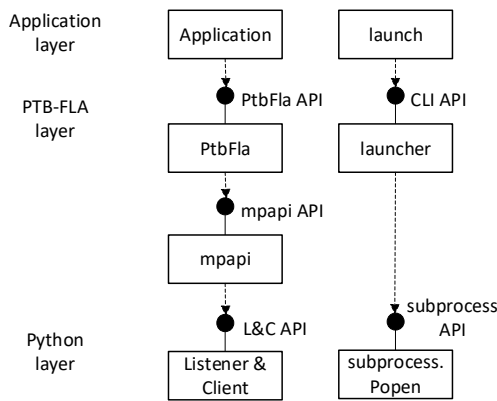 Application
layer
Application
launch
PtbFla API
CLI API
PTB-FLA
layer
PtbFla
launcher
mpapi API
mpapi
L&C API
subprocess
API
Python
layer
Listener &
Client
subprocess.
Popen